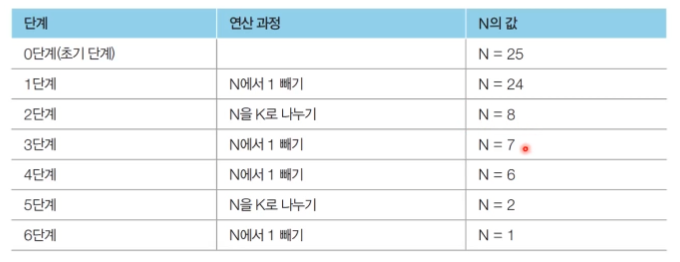 단계 연산 과정 N의 값
0단계(초기 단계) N = 25
1단계 N에서 1 빼기 N = 24
2단계 N을 K로 나누기 N = 8
3단계 N에서 1 빼기 N = 7
4단계 N에서 1 빼기 N = 6
5단계 N을 K로 나누기 N = 2
6단계 N에서 1 빼기 N = 1